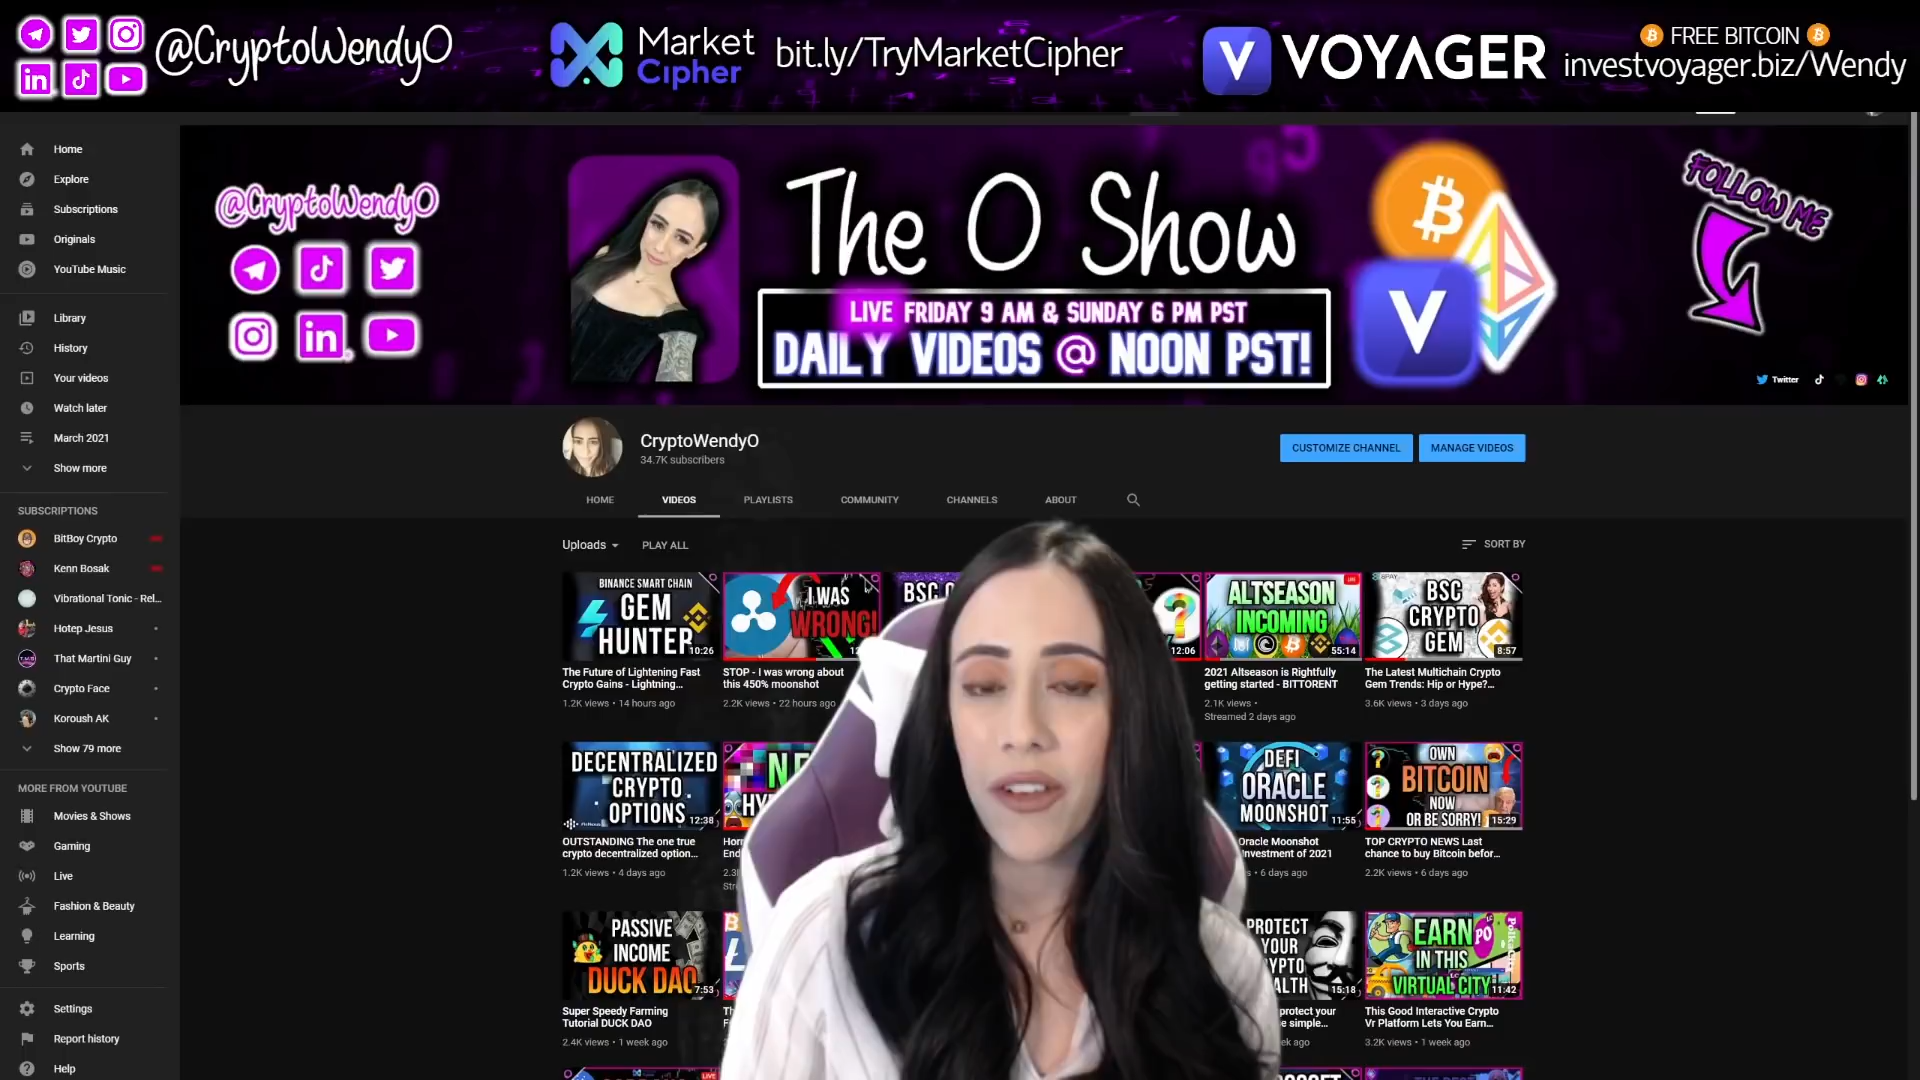 @CryptoWendyO
Market
Cipher
bit.ly/TryMarketCipher
V VOYAGER
FREE BITCOIN
investvoyager.biz/Wendy
Home
Explore
Subscriptions
Originals
YouTube Music
Library
History
Your videos
Watch later
March 2021
Show more
SUBSCRIPTIONS
BitBoy Crypto
Kenn Bosak
Vibrational Tonic - Rel...
Hotep Jesus
That Martini Guy
Crypto Face
Koroush AK
Show 79 more
MORE FROM YOUTUBE
Movies & Shows
Gaming
Live
Fashion & Beauty
Learning
Sports
Settings
Report history
Help
@CryptoWendyO
The O Show
LIVE FRIDAY 9 AM & SUNDAY 6 PM PST
DAILY VIDEOS @ NOON PST!
V
FOLLOW ME
Twitter
CryptoWendyO
34.7K subscribers
CUSTOMIZE CHANNEL
MANAGE VIDEOS
HOME
VIDEOS
PLAYLISTS
COMMUNITY
CHANNELS
ABOUT
Uploads
PLAY ALL
SORT BY
BINANCE SMART CHAIN
GEM
HUNTER
10:26
The Future of Lightening Fast
Crypto Gains - Lightning...
1.2K views • 14 hours ago
I WAS
WRONG!
STOP - I was wrong about
this 450% moonshot
2.2K views • 22 hours ago
BSC
12:06
ALTSEASON
INCOMING
LIVE
55:14
2021 Altseason is Rightfully
getting started - BITTORENT
2.1K views •
Streamed 2 days ago
BSC
CRYPTO
GEM
8:57
The Latest Multichain Crypto
Gem Trends: Hip or Hype?...
3.6K views • 3 days ago
DECENTRALIZED
CRYPTO
OPTIONS
12:38
OUTSTANDING The one true
crypto decentralized option...
1.2K views • 4 days ago
DEFI
ORACLE
MOONSHOT
11:55
Oracle Moonshot
Investment of 2021
• 6 days ago
OWN
BITCOIN
NOW
OR BE SORRY!
15:29
TOP CRYPTO NEWS Last
chance to buy Bitcoin befor...
2.2K views • 6 days ago
PASSIVE
INCOME
DUCK DAO
7:53
Super Speedy Farming
Tutorial DUCK DAO
2.4K views • 1 week ago
PROTECT
YOUR
15:18
protect your
simple...
ago
EARN
IN THIS
VIRTUAL CITY
11:42
This Good Interactive Crypto
Vr Platform Lets You Earn...
3.2K views • 1 week ago
LIVE